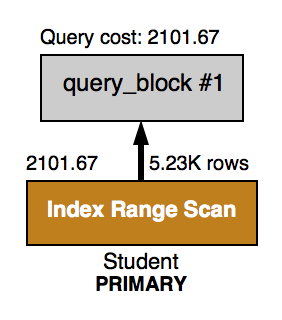 Query cost: 2101.67
query_block #1
2101.67 5.23K rows
Index Range Scan
Student
PRIMARY